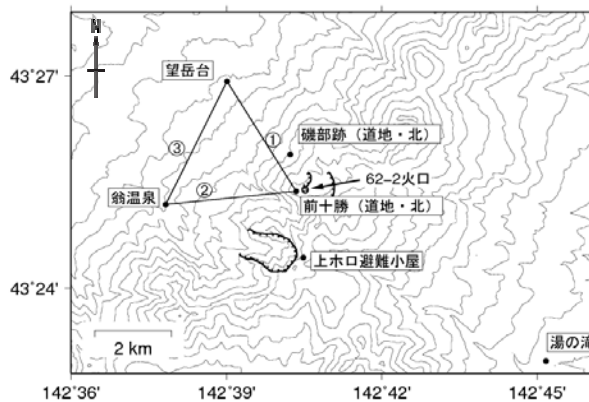 N
43°27'
望岳台
磯部跡（道地・北）
①
③
62-2火口
②
翁温泉
前十勝（道地・北）
上ホロ避難小屋
43°24'
2 km
湯の滝
142°36'
142°39'
142°42'
142°45'